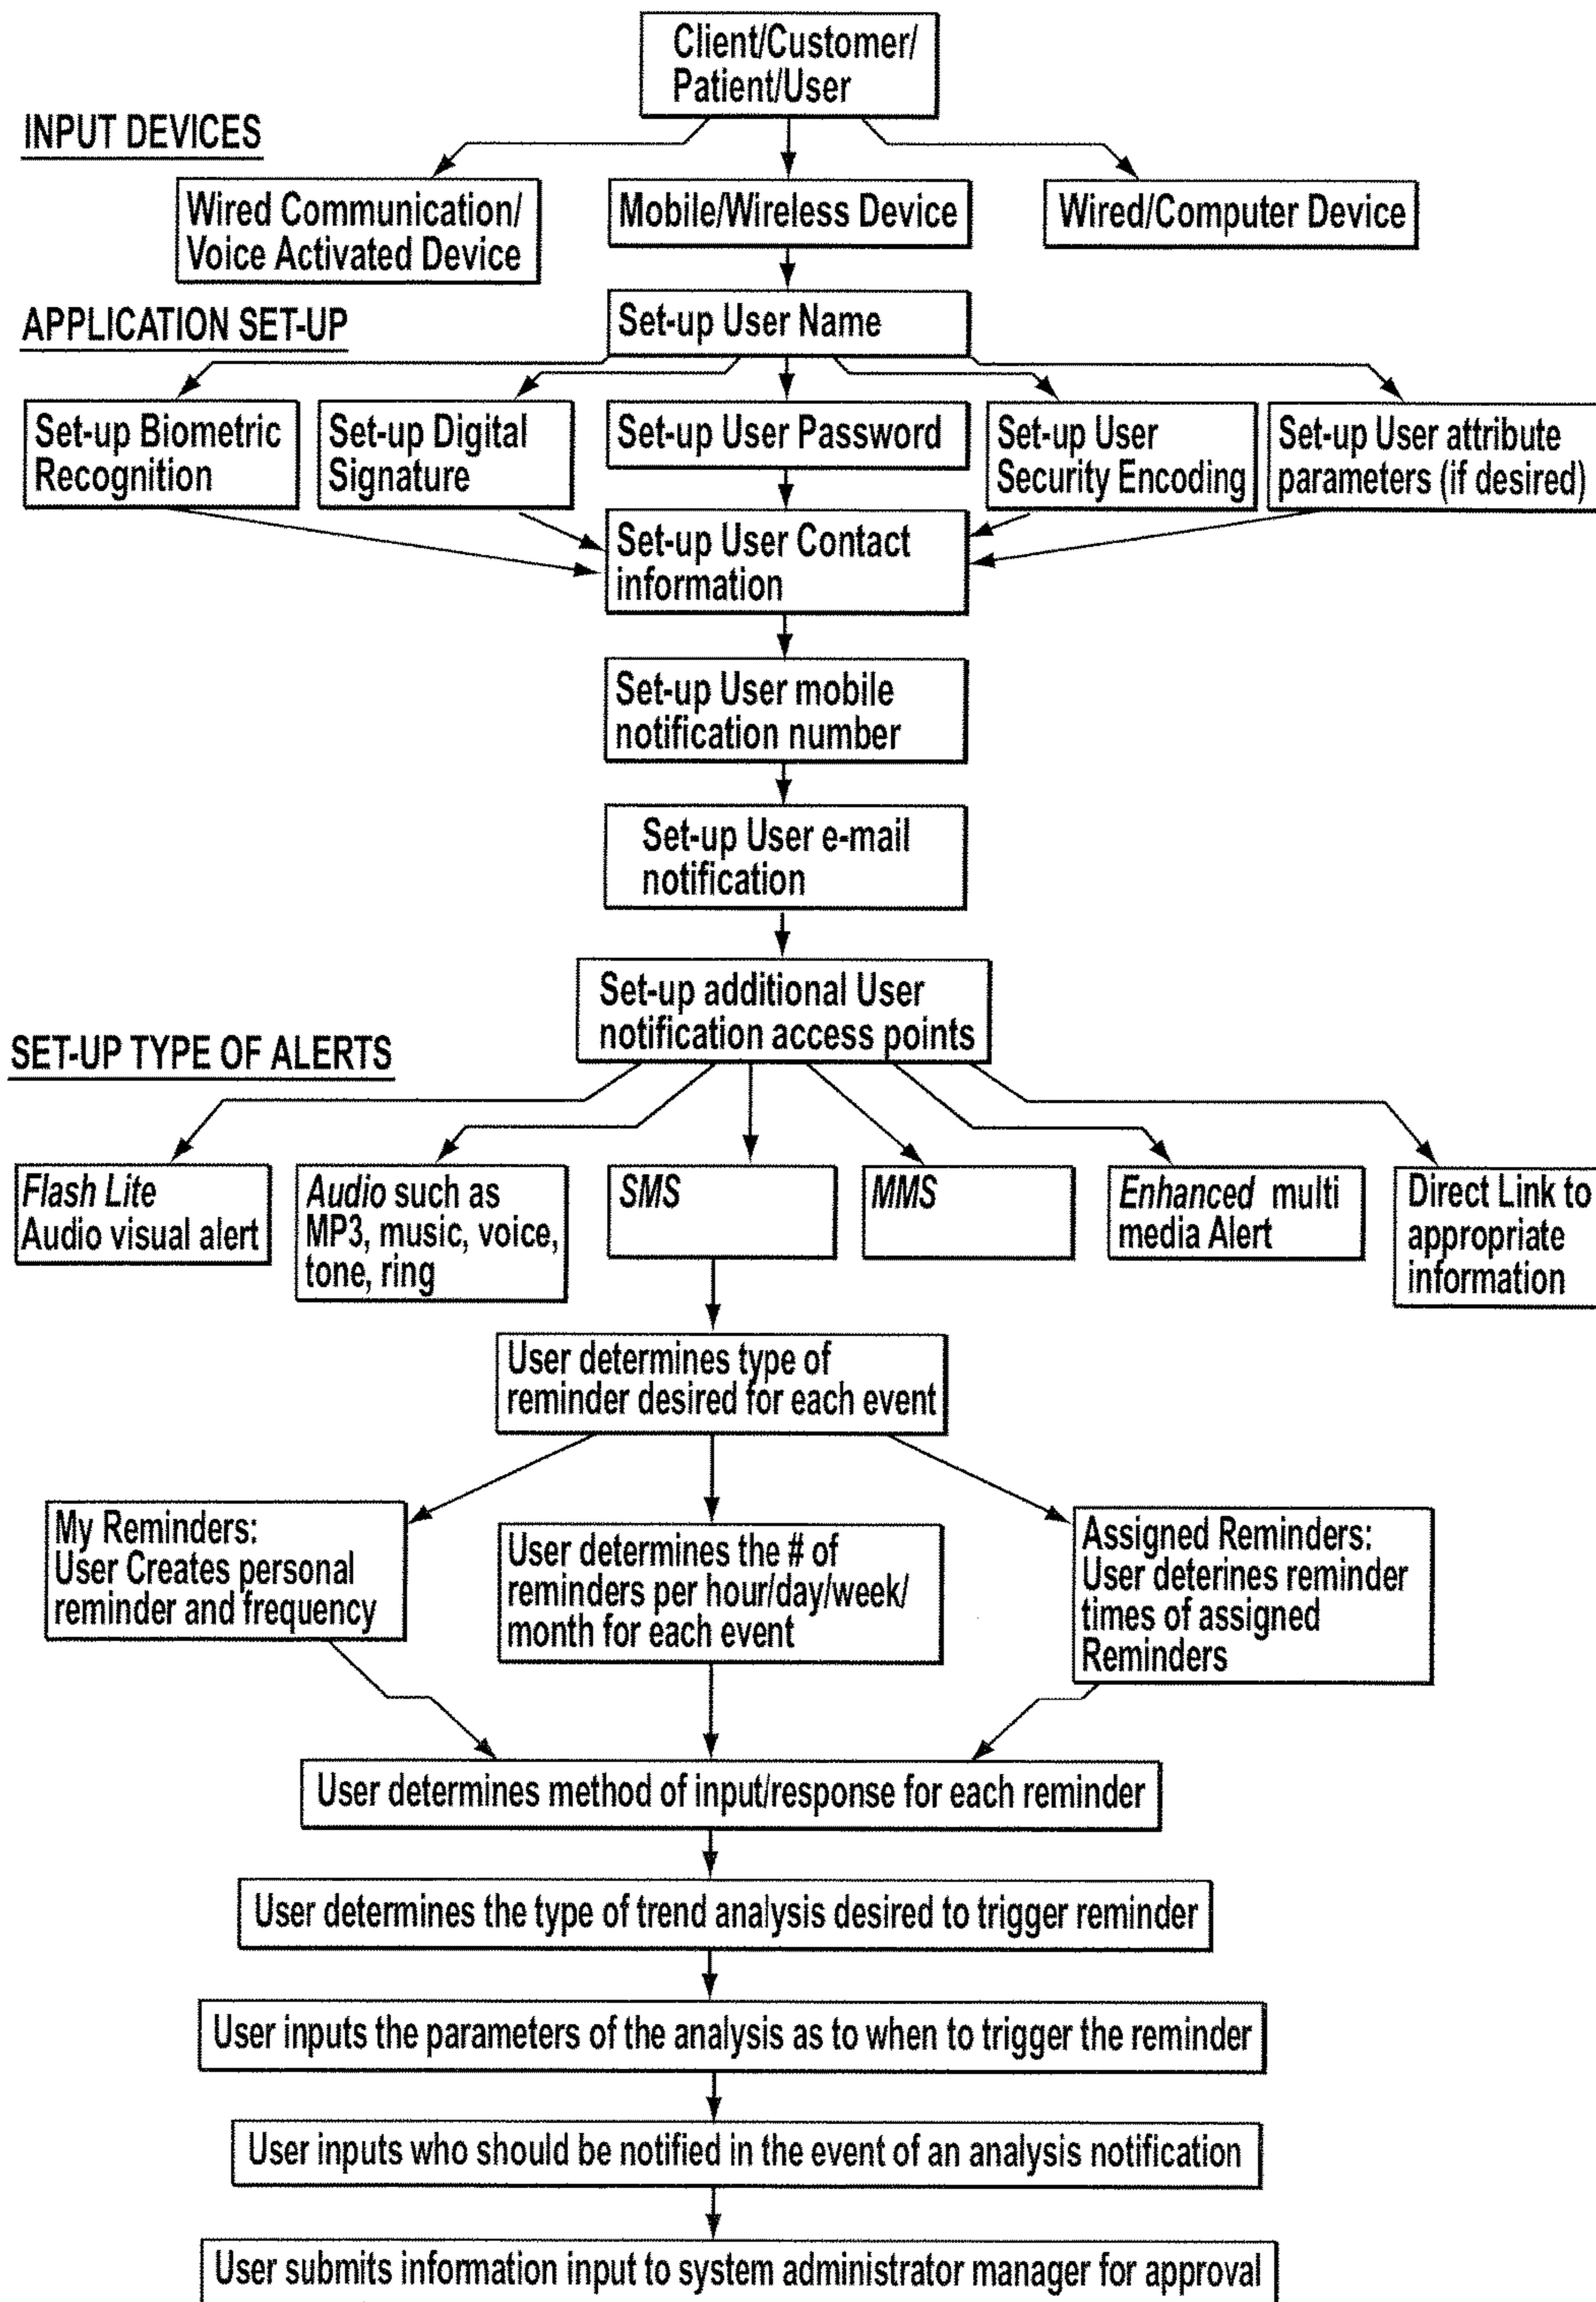 Client/Customer/
Patient/User
INPUT DEVICES
Wired Communication/
Voice Activated Device
Mobile/Wireless Device
Wired/Computer Device
APPLICATION SET-UP
Set-up User Name
Set-up Biometric
Recognition
Set-up Digital
Signature
Set-up User Password
Set-up User
Security Encoding
Set-up User attribute
parameters (if desired)
Set-up User Contact
information
Set-up User mobile
notification number
Set-up User e-mail
notification
Set-up additional User
notification access points
SET-UP TYPE OF ALERTS
Flash Lite
Audio visual alert
Audio such as
MP3, music, voice,
tone, ring
SMS
MMS
Enhanced multi
media Alert
Direct Link to
appropriate
information
User determines type of
reminder desired for each event
My Reminders:
User Creates personal
reminder and frequency
User determines the # of
reminders per hour/day/week/
month for each event
Assigned Reminders:
User deterines reminder
times of assigned
Reminders
User determines method of input/response for each reminder
User determines the type of trend analysis desired to trigger reminder
User inputs the parameters of the analysis as to when to trigger the reminder
User inputs who should be notified in the event of an analysis notification
User submits information input to system administrator manager for approval